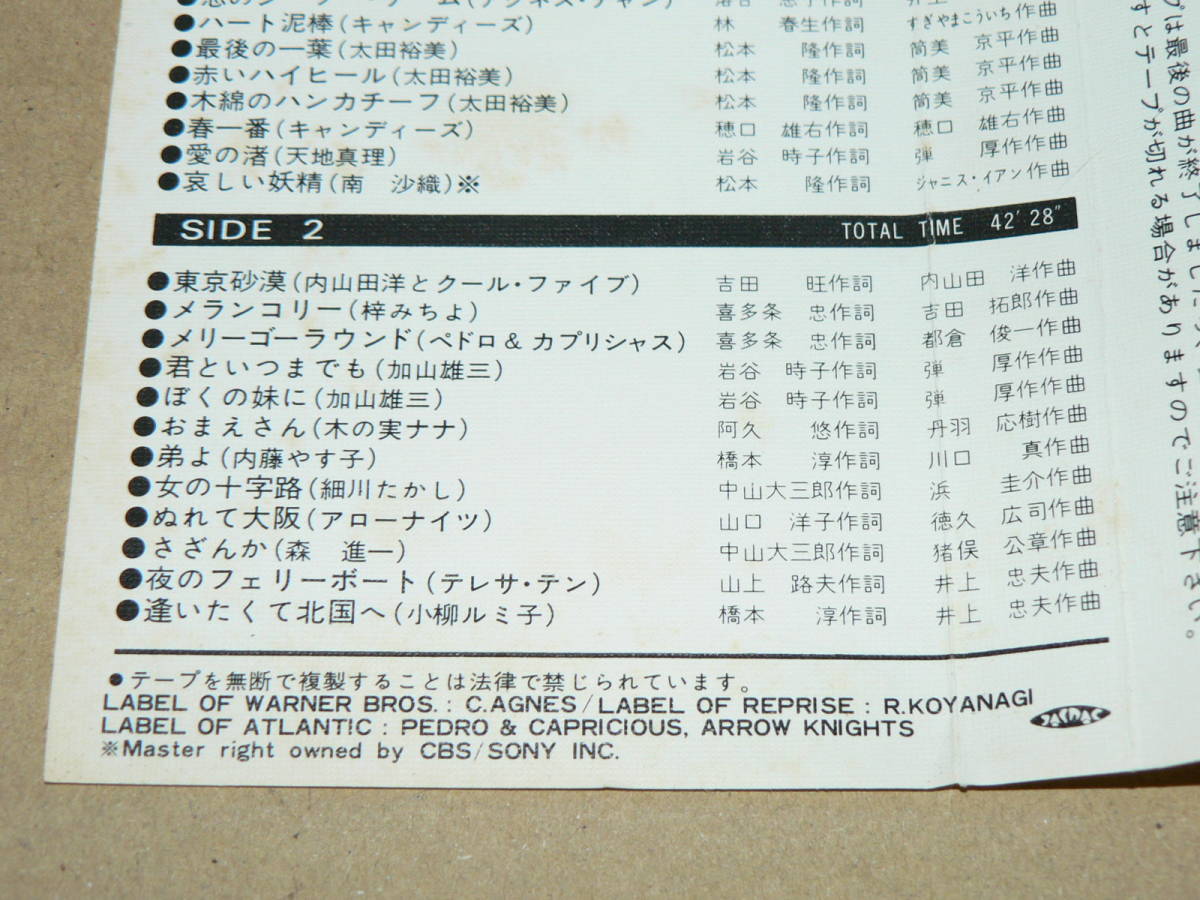 ●ハート泥棒(キャンディーズ) 林 春生作詞 すぎやまこういち作曲
●最後の一葉(太田裕美) 松本 隆作詞 筒美 京平作曲
●赤いハイヒール(太田裕美) 松本 隆作詞 筒美 京平作曲
●木綿のハンカチーフ(太田裕美) 松本 隆作詞 筒美 京平作曲
●春一番(キャンディーズ) 穂口 雄右作詞 穂口 雄右作曲
●愛の渚(天地真理) 岩谷 時子作詞 弾 厚作作曲
●哀しい妖精(南 沙織)※ 松本 隆作詞 ジャニス・イアン作曲
SIDE 2 TOTAL TIME 42′28″
●東京砂漠(内山田洋とクール・ファイブ) 吉田 旺作詞 内山田 洋作曲
●メランコリー(梓みちよ) 喜多条 忠作詞 吉田 拓郎作曲
●メリーゴーラウンド(ペドロ & カプリシャス) 喜多条 忠作詞 都倉 俊一作曲
●君といつまでも(加山雄三) 岩谷 時子作詞 弾 厚作作曲
●ぼくの妹に(加山雄三) 岩谷 時子作詞 弾 厚作作曲
●おまえさん(木の実ナナ) 阿久 悠作詞 丹羽 応樹作曲
●弟よ(内藤やす子) 橋本 淳作詞 川口 真作曲
●女の十字路(細川たかし) 中山大三郎作詞 浜 圭介作曲
●ぬれて大阪(アローナイツ) 山口 洋子作詞 徳久 広司作曲
●さざんか(森 進一) 中山大三郎作詞 猪俣 公章作曲
●夜のフェリーボート(テレサ・テン) 山上 路夫作詞 井上 忠夫作曲
●逢いたくて北国へ(小柳ルミ子) 橋本 淳作詞 井上 忠夫作曲
●テープを無断で複製することは法律で禁じられています。
LABEL OF WARNER BROS. : C.AGNES/LABEL OF REPRISE : R.KOYANAGI
LABEL OF ATLANTIC : PEDRO & CAPRICIOUS, ARROW KNIGHTS
※Master right owned by CBS/SONY INC.
JASRAC
プは最後の曲が終了しました
すとテープが切れる場合がありますのでご注意下さい。